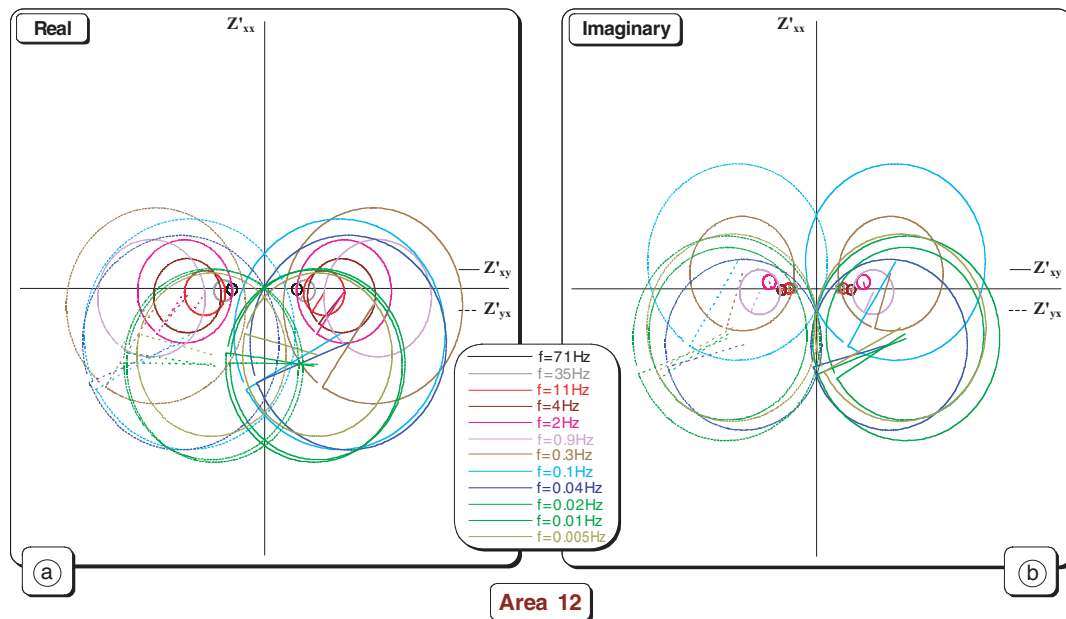 Real
Z'xx
Z'xy
Z'yx
Imaginary
Z'xx
Z'xy
Z'yx
f=71Hz
f=35Hz
f=11Hz
f=4Hz
f=2Hz
f=0.9Hz
f=0.3Hz
f=0.1Hz
f=0.04Hz
f=0.02Hz
f=0.01Hz
f=0.005Hz
a
b
Area 12